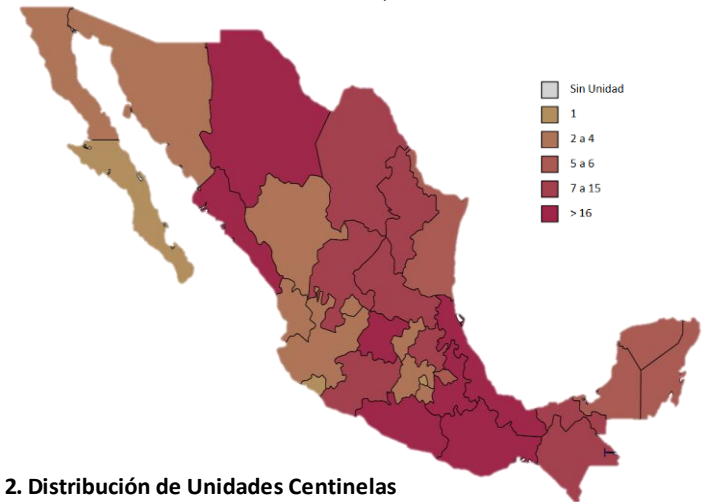 Sin Unidad
1
2 a 4
5 a 6
7 a 15
> 16
2. Distribución de Unidades Centinelas